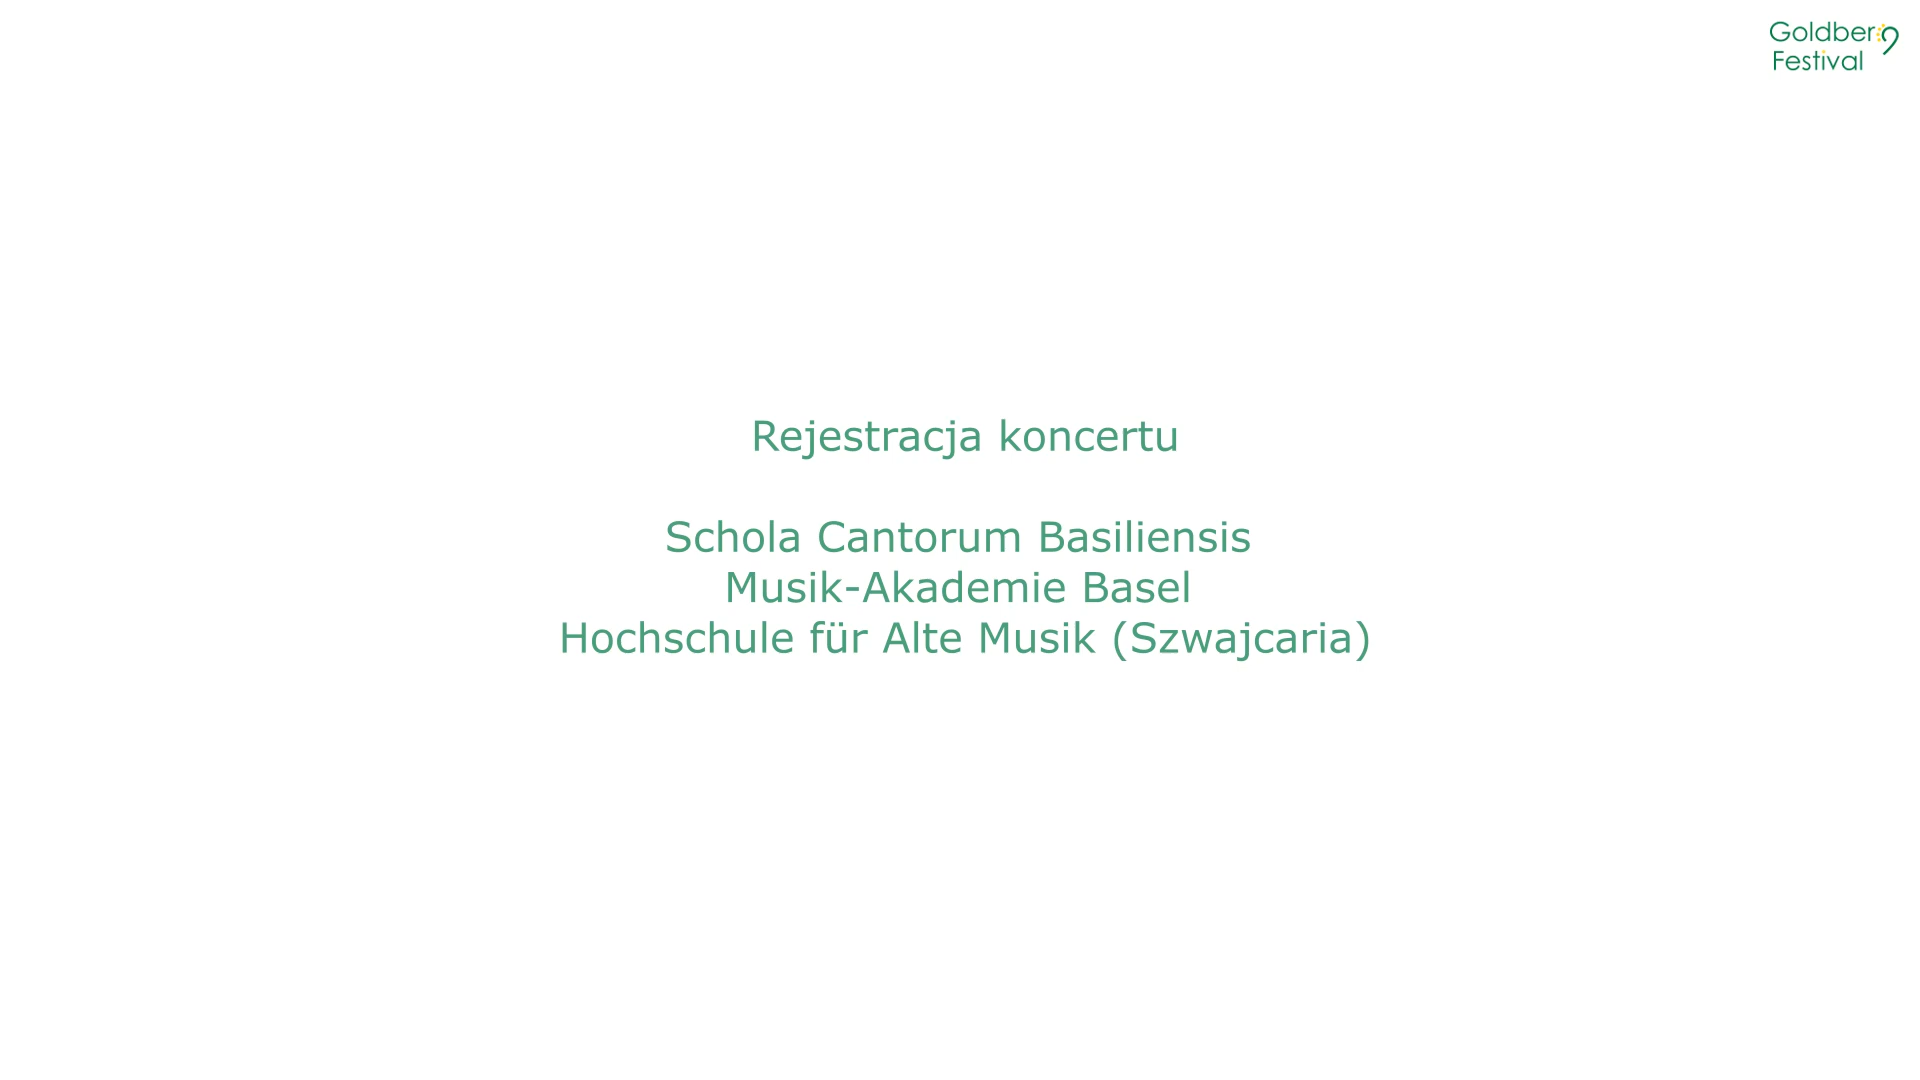 Goldberg
Festival
Rejestracja koncertu
Schola Cantorum Basiliensis
Musik-Akademie Basel
Hochschule für Alte Musik (Szwajcaria)